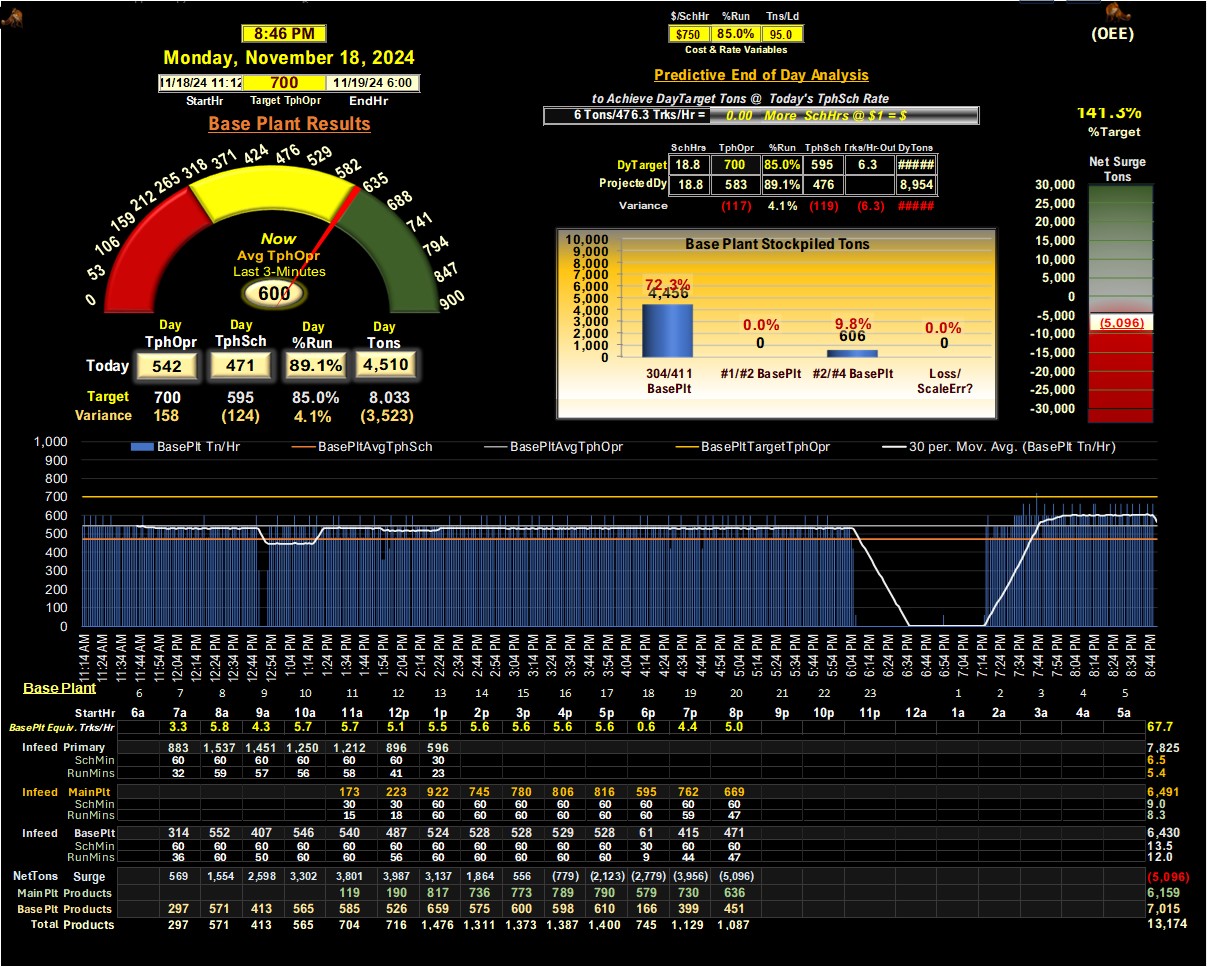 8:46 PM
Monday, November 18, 2024
11/18/24 11:12 700 11/19/24 6:00
StartHr Target TphOpr EndHr
Base Plant Results
0 53 106 159 212 265 318 371 424 476 529 582 635 688 741 794 847 900
Now
Avg TphOpr
Last 3-Minutes
600
Day Day Day Day
TphOpr TphSch %Run Tons
Today 542 471 89.1% 4,510
Target 700 595 85.0% 8,033
Variance 158 (124) 4.1% (3,523)
$/SchHr %Run Tns/Ld
$750 85.0% 95.0
Cost & Rate Variables
Predictive End of Day Analysis
to Achieve DayTarget Tons @ Today's TphSch Rate
6 Tons/476.3 Trks/Hr = 0.00 More SchHrs @ $1 = $
SchHrs TphOpr %Run TphSch Trks/Hr-Out DyTons
DyTarget 18.8 700 85.0% 595 6.3 #####
ProjectedDy 18.8 583 89.1% 476 8,954
Variance (117) 4.1% (119) (6.3) #####
Base Plant Stockpiled Tons
10,000
9,000
8,000
7,000
6,000
5,000
4,000
3,000
2,000
1,000
0
72.3% 0.0% 9.8% 0.0%
4,456 0 606 0
304/411 BasePlt
#1/#2 BasePlt
#2/#4 BasePlt
Loss/ ScaleErr?
(OEE)
141.3%
%Target
Net Surge
Tons
30,000
25,000
20,000
15,000
10,000
5,000
0
-5,000
(5,096)
-10,000
-15,000
-20,000
-25,000
-30,000
BasePlt Tn/Hr BasePltAvgTphSch BasePltAvgTphOpr BasePltTargetTphOpr 30 per. Mov. Avg. (BasePlt Tn/Hr)
1,000
900
800
700
600
500
400
300
200
100
0
11:14 AM 11:24 AM 11:34 AM 11:44 AM 11:54 AM 12:04 PM 12:14 PM 12:24 PM 12:34 PM 12:44 PM 12:54 PM 1:04 PM 1:14 PM 1:24 PM 1:34 PM 1:44 PM 1:54 PM 2:04 PM 2:14 PM 2:24 PM 2:34 PM 2:44 PM 2:54 PM 3:04 PM 3:14 PM 3:24 PM 3:34 PM 3:44 PM 3:54 PM 4:04 PM 4:14 PM 4:24 PM 4:34 PM 4:44 PM 4:54 PM 5:04 PM 5:14 PM 5:24 PM 5:34 PM 5:44 PM 5:54 PM 6:04 PM 6:14 PM 6:24 PM 6:34 PM 6:44 PM 6:54 PM 7:04 PM 7:14 PM 7:24 PM 7:34 PM 7:44 PM 7:54 PM 8:04 PM 8:14 PM 8:24 PM 8:34 PM 8:44 PM
Base Plant 6 7 8 9 10 11 12 13 14 15 16 17 18 19 20 21 22 23 1 2 3 4 5
StartHr 6a 7a 8a 9a 10a 11a 12p 1p 2p 3p 4p 5p 6p 7p 8p 9p 10p 11p 12a 1a 2a 3a 4a 5a
BasePlt Equiv. Trks/Hr 3.3 5.8 4.3 5.7 5.7 5.1 5.5 5.6 5.6 5.6 5.6 0.6 4.4 5.0 67.7
Infeed Primary 883 1,537 1,451 1,250 1,212 896 596 7,825
SchMin 60 60 60 60 60 60 30 6.5
RunMins 32 59 57 56 58 41 23 5.4
Infeed MainPlt 173 223 922 745 780 806 816 595 762 669 6,491
SchMin 30 30 60 60 60 60 60 60 60 60 9.0
RunMins 15 18 60 60 60 60 60 60 59 47 8.3
Infeed BasePlt 314 552 407 546 540 487 524 528 528 529 528 61 415 471 6,430
SchMin 60 60 60 60 60 60 60 60 60 60 60 30 60 60 13.5
RunMins 36 60 50 60 60 56 60 60 60 60 60 9 44 47 12.0
NetTons Surge 569 1,554 2,598 3,302 3,801 3,987 3,137 1,864 556 (779) (2,123) (2,779) (3,956) (5,096) (5,096)
MainPlt Products 119 190 817 736 773 789 790 579 730 636 6,159
BasePlt Products 297 571 413 565 585 526 659 575 600 598 610 166 399 451 7,015
Total Products 297 571 413 565 704 716 1,476 1,311 1,373 1,387 1,400 745 1,129 1,087 13,174